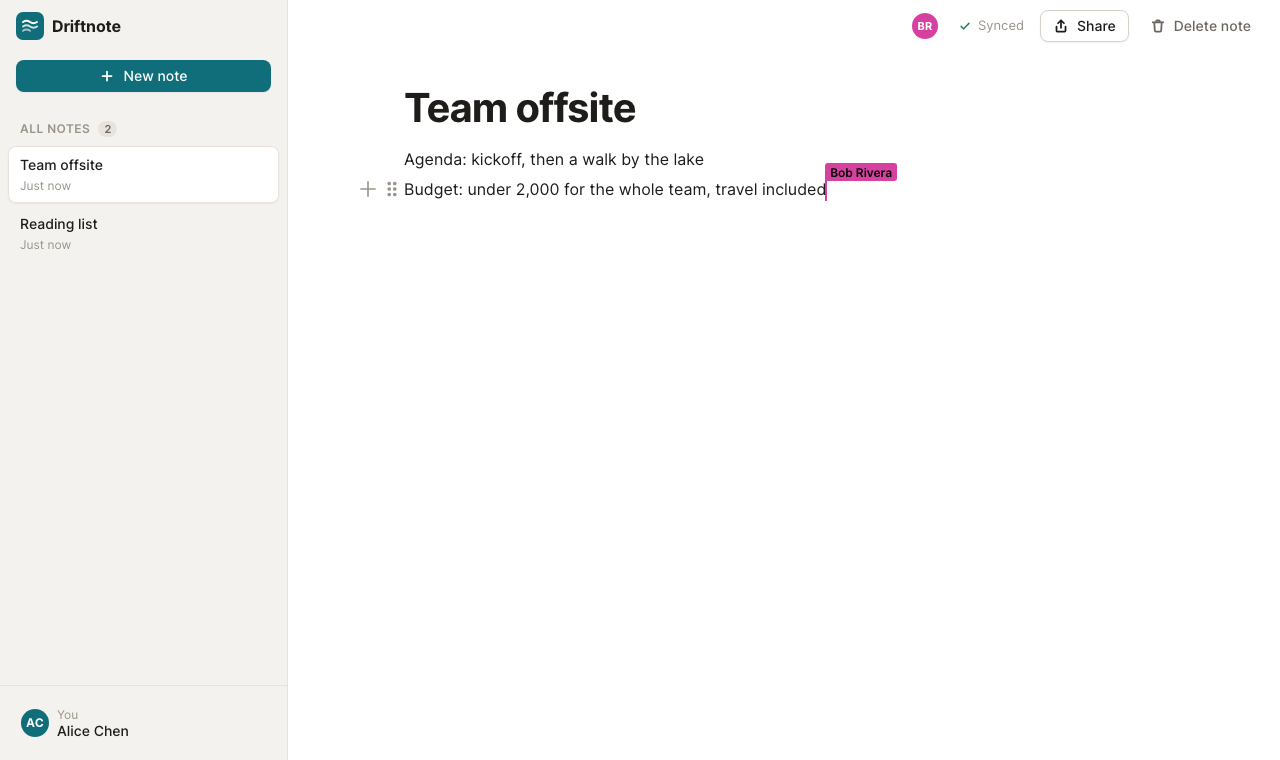 Driftnote
New note
ALL NOTES 2
Team offsite
Just now
Reading list
Just now
AC
You
Alice Chen
BR
Synced
Share
Delete note
Team offsite
Agenda: kickoff, then a walk by the lake
Bob Rivera
Budget: under 2,000 for the whole team, travel included